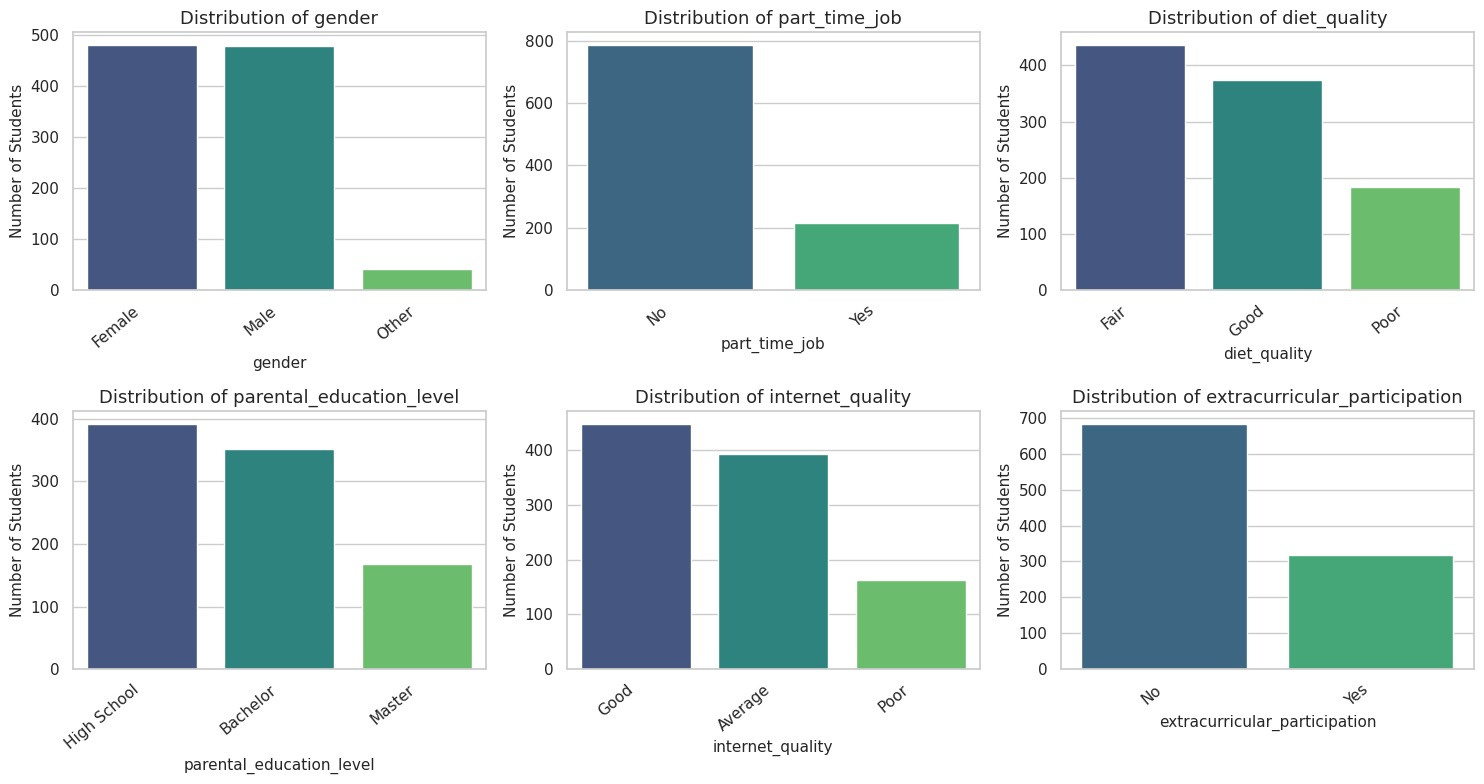 Distribution of gender
Number of Students
500
400
300
200
100
0
Female
Male
Other
gender
Distribution of part_time_job
Number of Students
800
600
400
200
0
No
Yes
part_time_job
Distribution of diet_quality
Number of Students
400
300
200
100
0
Fair
Good
Poor
diet_quality
Distribution of parental_education_level
Number of Students
400
300
200
100
0
High School
Bachelor
Master
parental_education_level
Distribution of internet_quality
Number of Students
400
300
200
100
0
Good
Average
Poor
internet_quality
Distribution of extracurricular_participation
Number of Students
700
600
500
400
300
200
100
0
No
Yes
extracurricular_participation